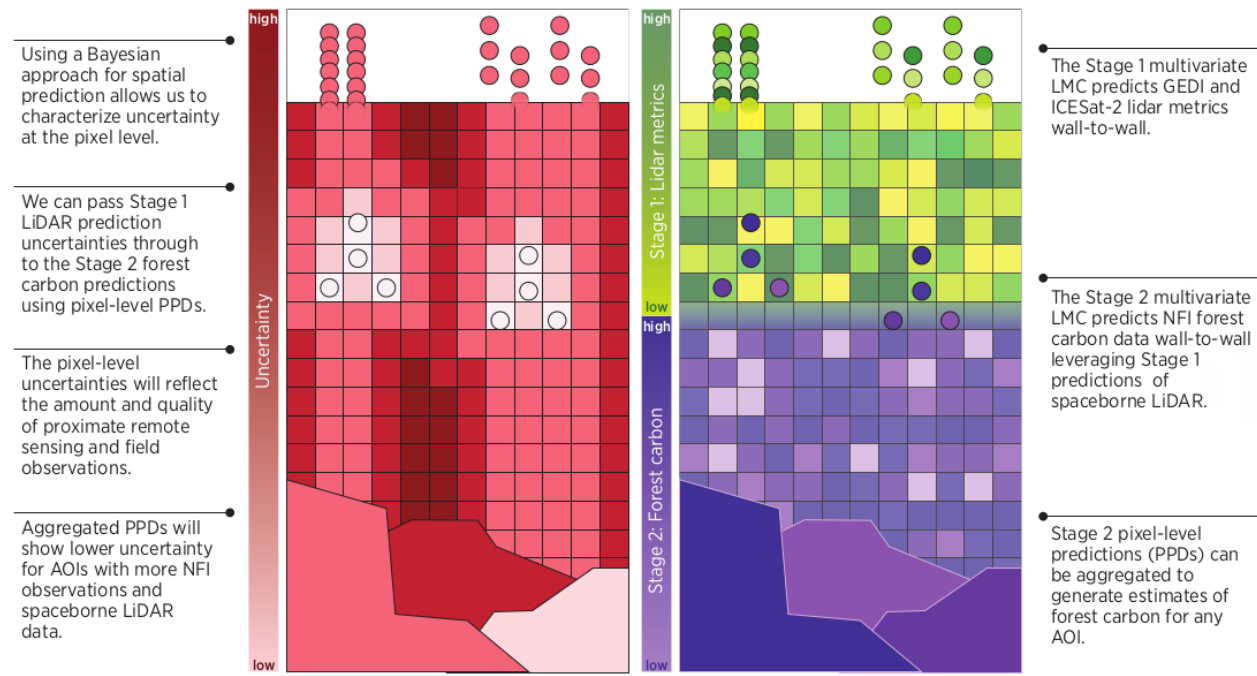 Using a Bayesian
approach for spatial
prediction allows us to
characterize uncertainty
at the pixel level.
We can pass Stage 1
LiDAR prediction
uncertainties through
to the Stage 2 forest
carbon predictions
using pixel-level PPDs.
The pixel-level
uncertainties will reflect
the amount and quality
of proximate remote
sensing and field
observations.
Aggregated PPDs will
show lower uncertainty
for AOIs with more NFI
observations and
spaceborne LiDAR
data.
high
Uncertainty
low
high
Stage 1: Lidar metrics
low
high
Stage 2: Forest carbon
low
The Stage 1 multivariate
LMC predicts GEDI and
ICESat-2 lidar metrics
wall-to-wall.
The Stage 2 multivariate
LMC predicts NFI forest
carbon data wall-to-wall
leveraging Stage 1
predictions of
spaceborne LiDAR.
Stage 2 pixel-level
predictions (PPDs) can
be aggregated to
generate estimates of
forest carbon for any
AOI.